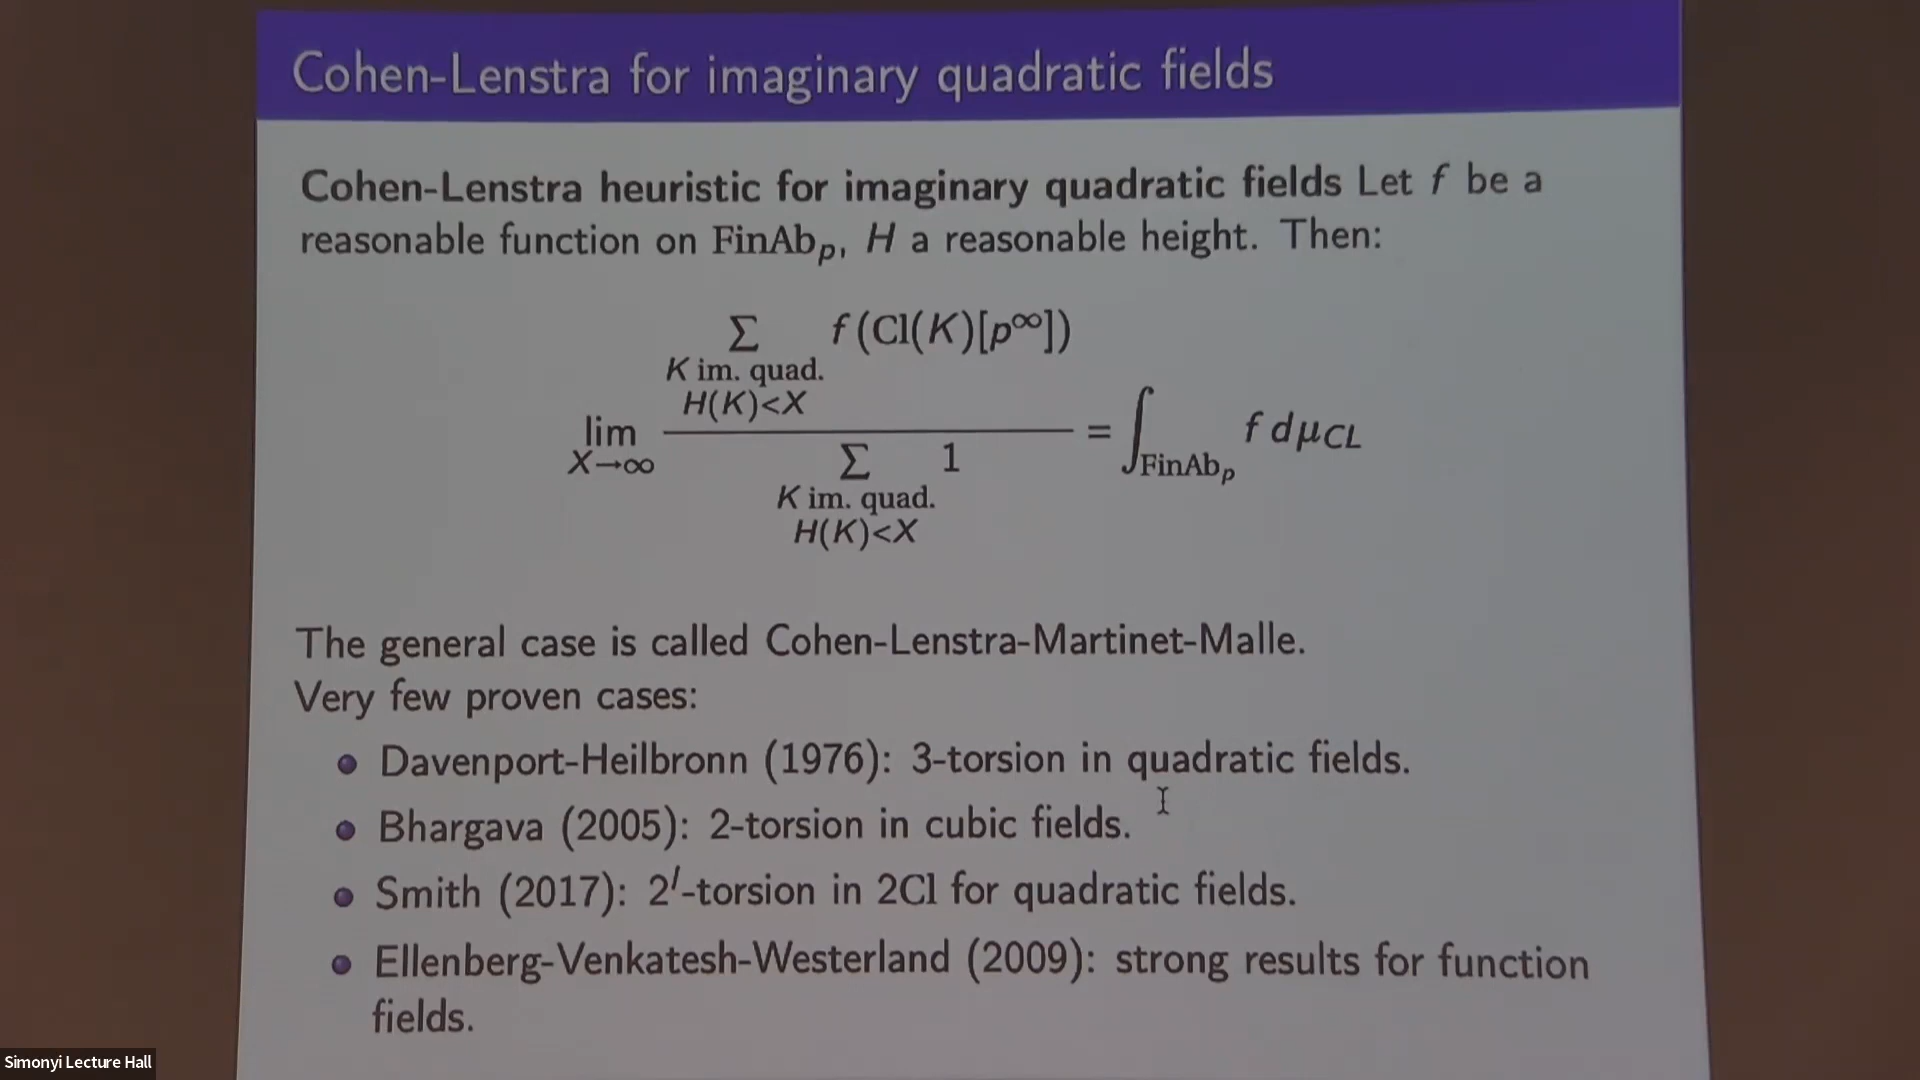 Cohen-Lenstra for imaginary quadratic fields
Cohen-Lenstra heuristic for imaginary quadratic fields Let f be a
reasonable function on FinAb_p, H a reasonable height. Then:
∑ f(Cl(K)[p^∞])
K im. quad.
H(K)<X
lim
X→∞
= ∫_{FinAb_p} f dμ_{CL}
∑ 1
K im. quad.
H(K)<X
The general case is called Cohen-Lenstra-Martinet-Malle.
Very few proven cases:
Davenport-Heilbronn (1976): 3-torsion in quadratic fields.
Bhargava (2005): 2-torsion in cubic fields.
Smith (2017): 2^l-torsion in 2Cl for quadratic fields.
Ellenberg-Venkatesh-Westerland (2009): strong results for function
fields.
Simonyi Lecture Hall